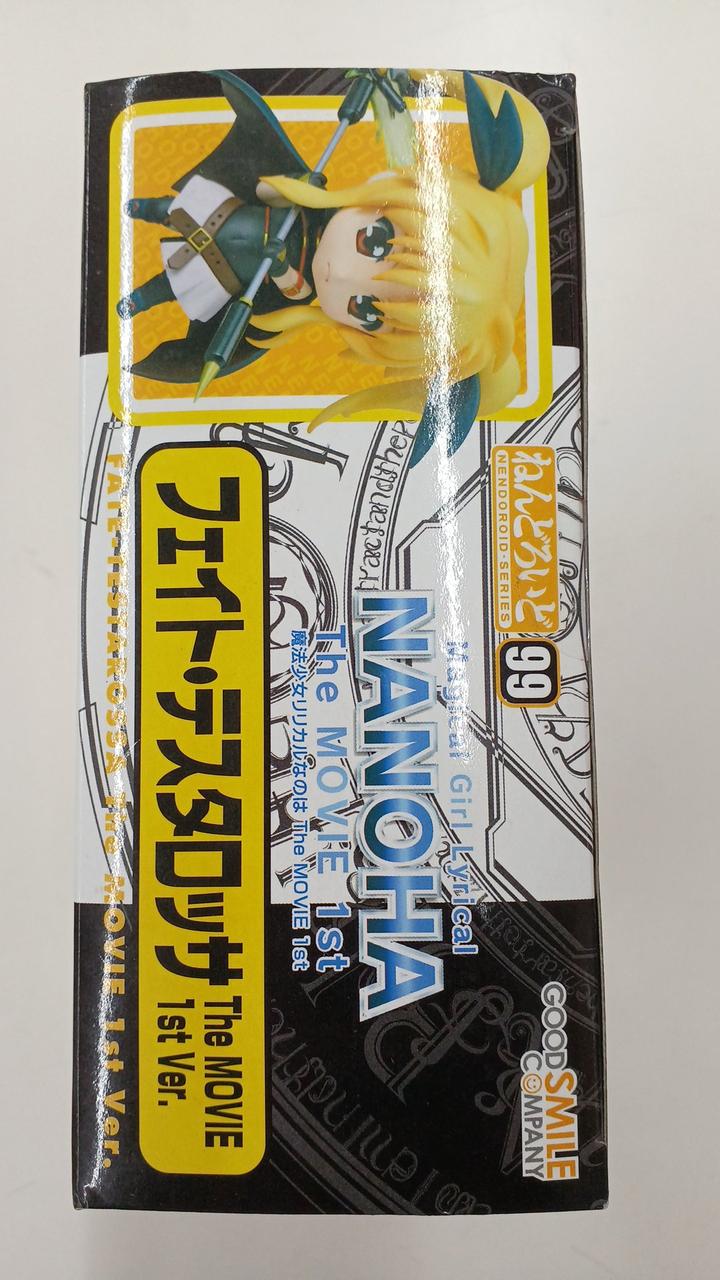 ねんどろいど
NENDOROID・SERIES
99
GOOD
SMILE
COMPANY
Magical Girl Lyrical
NANOHA
The MOVIE 1st
魔法少女リリカルなのは The MOVIE 1st
フェイト・テスタロッサ The MOVIE
1st Ver.
FATE TESTAROSSA The MOVIE 1st Ver.